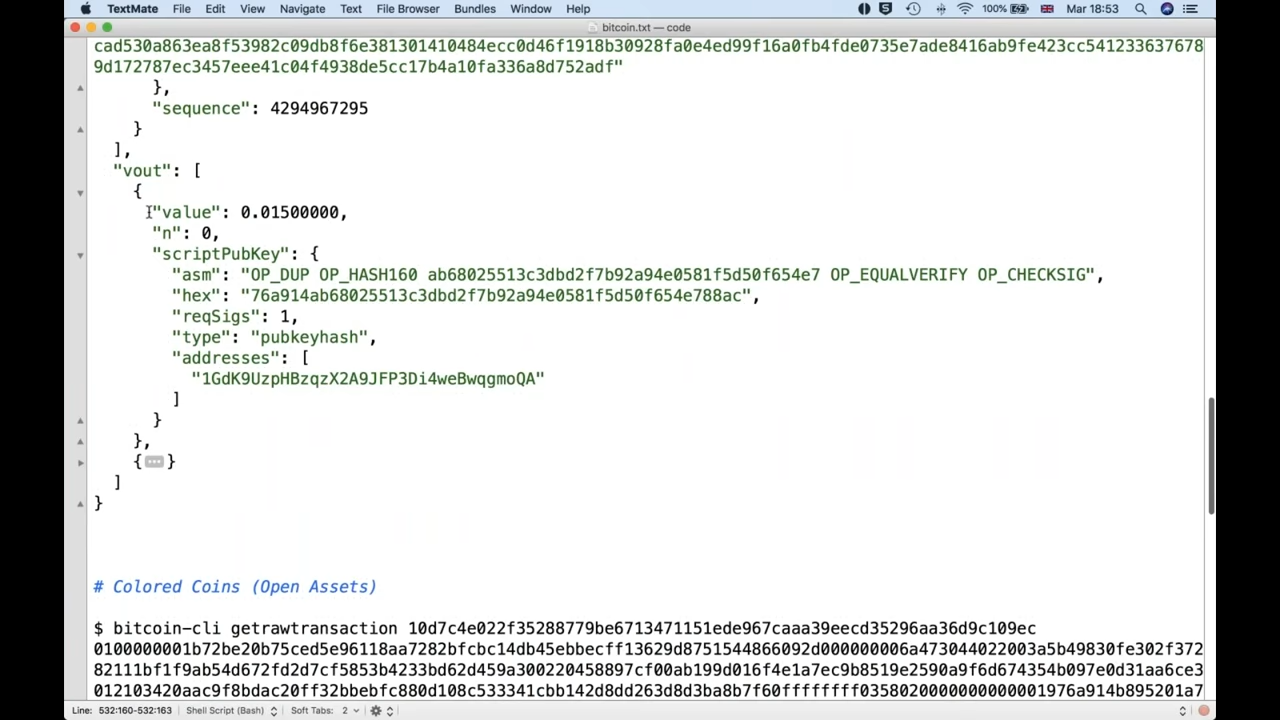 TextMate File Edit View Navigate Text File Browser Bundles Window Help 100% Mar 18:53
bitcoin.txt — code
cad530a863ea8f53982c09db8f6e381301410484ecc0d46f1918b30928fa0e4ed99f16a0fb4fde0735e7ade8416ab9fe423cc541233637678
9d172787ec3457eee41c04f4938de5cc17b4a10fa336a8d752adf"
},
"sequence": 4294967295
}
],
"vout": [
{
"value": 0.01500000,
"n": 0,
"scriptPubKey": {
"asm": "OP_DUP OP_HASH160 ab68025513c3dbd2f7b92a94e0581f5d50f654e7 OP_EQUALVERIFY OP_CHECKSIG",
"hex": "76a914ab68025513c3dbd2f7b92a94e0581f5d50f654e788ac",
"reqSigs": 1,
"type": "pubkeyhash",
"addresses": [
"1GdK9UzpHBzqzX2A9JFP3Di4weBwqgmoQA"
]
}
},
{...}
]
}
# Colored Coins (Open Assets)
$ bitcoin-cli getrawtransaction 10d7c4e022f35288779be6713471151ede967caaa39eecd35296aa36d9c109ec
0100000001b72be20b75ced5e96118aa7282bfcbc14db45ebbecff13629d8751544866092d000000006a473044022003a5b49830fe302f372
82111bf1f9ab54d672fd2d7cf5853b4233bd62d459a300220458897cf00ab199d016f4e1a7ec9b8519e2590a9f6d674354b097e0d31aa6ce3
012103420aac9f8bdac20ff32bbebfc880d108c533341cbb142d8dd263d8d3ba8b7f60ffffffff0358020000000000001976a914b895201a7
Line: 532:160-532:163 Shell Script (Bash) Soft Tabs: 2